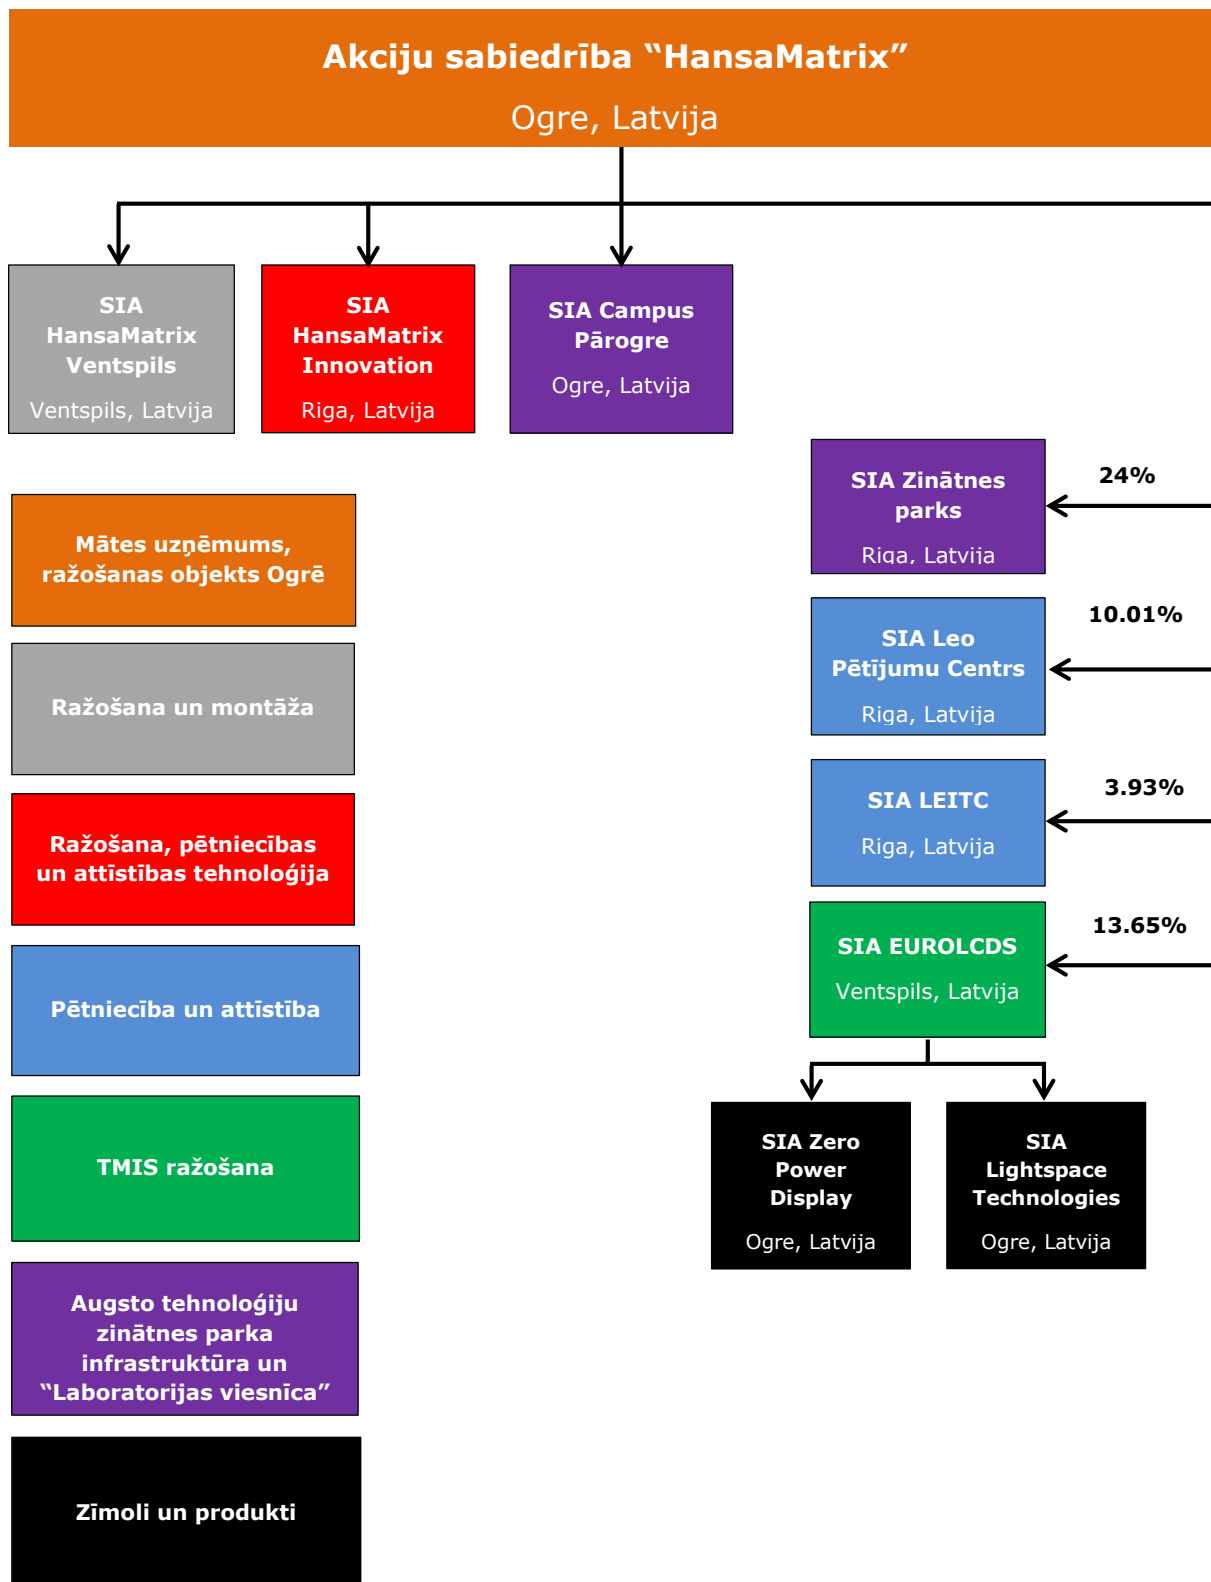 Akciju sabiedrība “HansaMatrix”
Ogre, Latvija
SIA
HansaMatrix
Ventspils
Ventspils, Latvija
SIA
HansaMatrix
Innovation
Riga, Latvija
SIA Campus
Pārogre
Ogre, Latvija
SIA Zinātnes
parks
Riga, Latvija
24%
SIA Leo
Pētījumu Centrs
Riga, Latvija
10.01%
SIA LEITC
Riga, Latvija
3.93%
SIA EUROLCDS
Ventspils, Latvija
13.65%
SIA Zero
Power
Display
Ogre, Latvija
SIA
Lightspace
Technologies
Ogre, Latvija
Mātes uzņēmums,
ražošanas objekts Ogrē
Ražošana un montāža
Ražošana, pētniecības
un attīstības tehnoloģija
Pētniecība un attīstība
TMIS ražošana
Augsto tehnoloģiju
zinātnes parka
infrastruktūra un
“Laboratorijas viesnīca”
Zīmoli un produkti